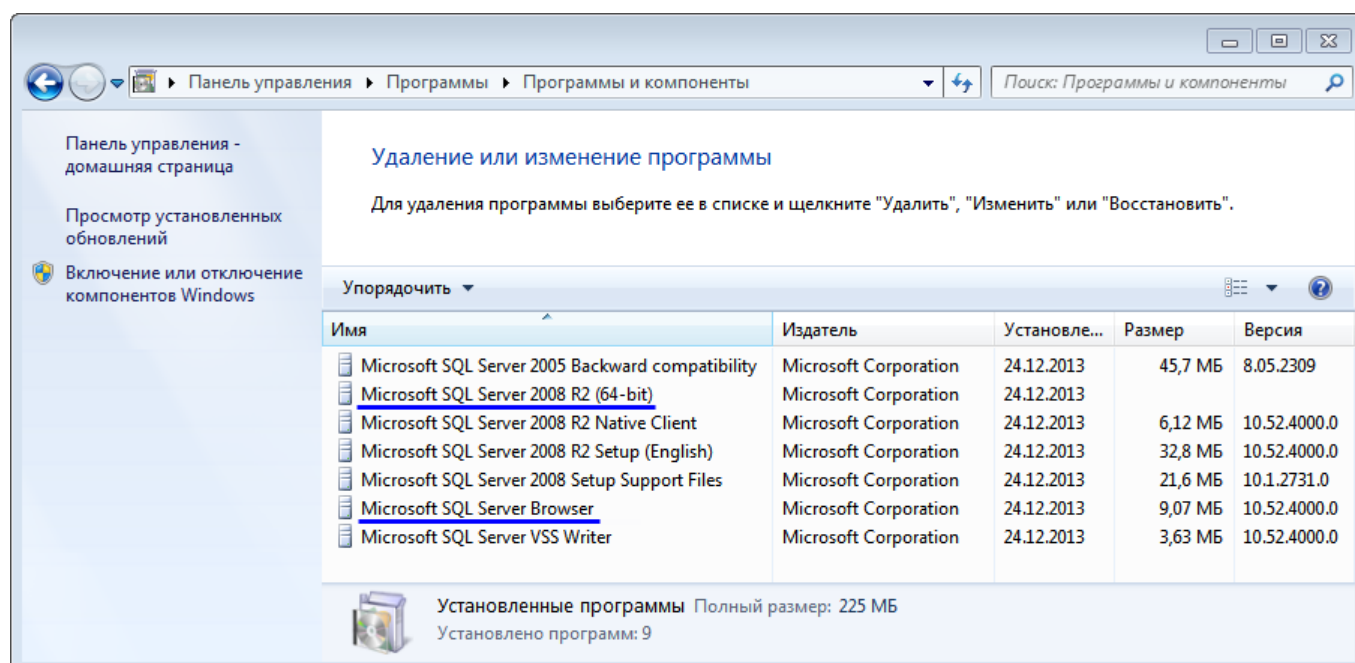 Панель управления
Программы
Программы и компоненты
Поиск: Программы и компоненты
Панель управления -
домашняя страница
Просмотр установленных
обновлений
Включение или отключение
компонентов Windows
Удаление или изменение программы
Для удаления программы выберите ее в списке и щелкните "Удалить", "Изменить" или "Восстановить".
Упорядочить
Имя Издатель Установле... Размер Версия
Microsoft SQL Server 2005 Backward compatibility Microsoft Corporation 24.12.2013 45,7 МБ 8.05.2309
Microsoft SQL Server 2008 R2 (64-bit) Microsoft Corporation 24.12.2013
Microsoft SQL Server 2008 R2 Native Client Microsoft Corporation 24.12.2013 6,12 МБ 10.52.4000.0
Microsoft SQL Server 2008 R2 Setup (English) Microsoft Corporation 24.12.2013 32,8 МБ 10.52.4000.0
Microsoft SQL Server 2008 Setup Support Files Microsoft Corporation 24.12.2013 21,6 МБ 10.1.2731.0
Microsoft SQL Server Browser Microsoft Corporation 24.12.2013 9,07 МБ 10.52.4000.0
Microsoft SQL Server VSS Writer Microsoft Corporation 24.12.2013 3,63 МБ 10.52.4000.0
Установленные программы Полный размер: 225 МБ
Установлено программ: 9